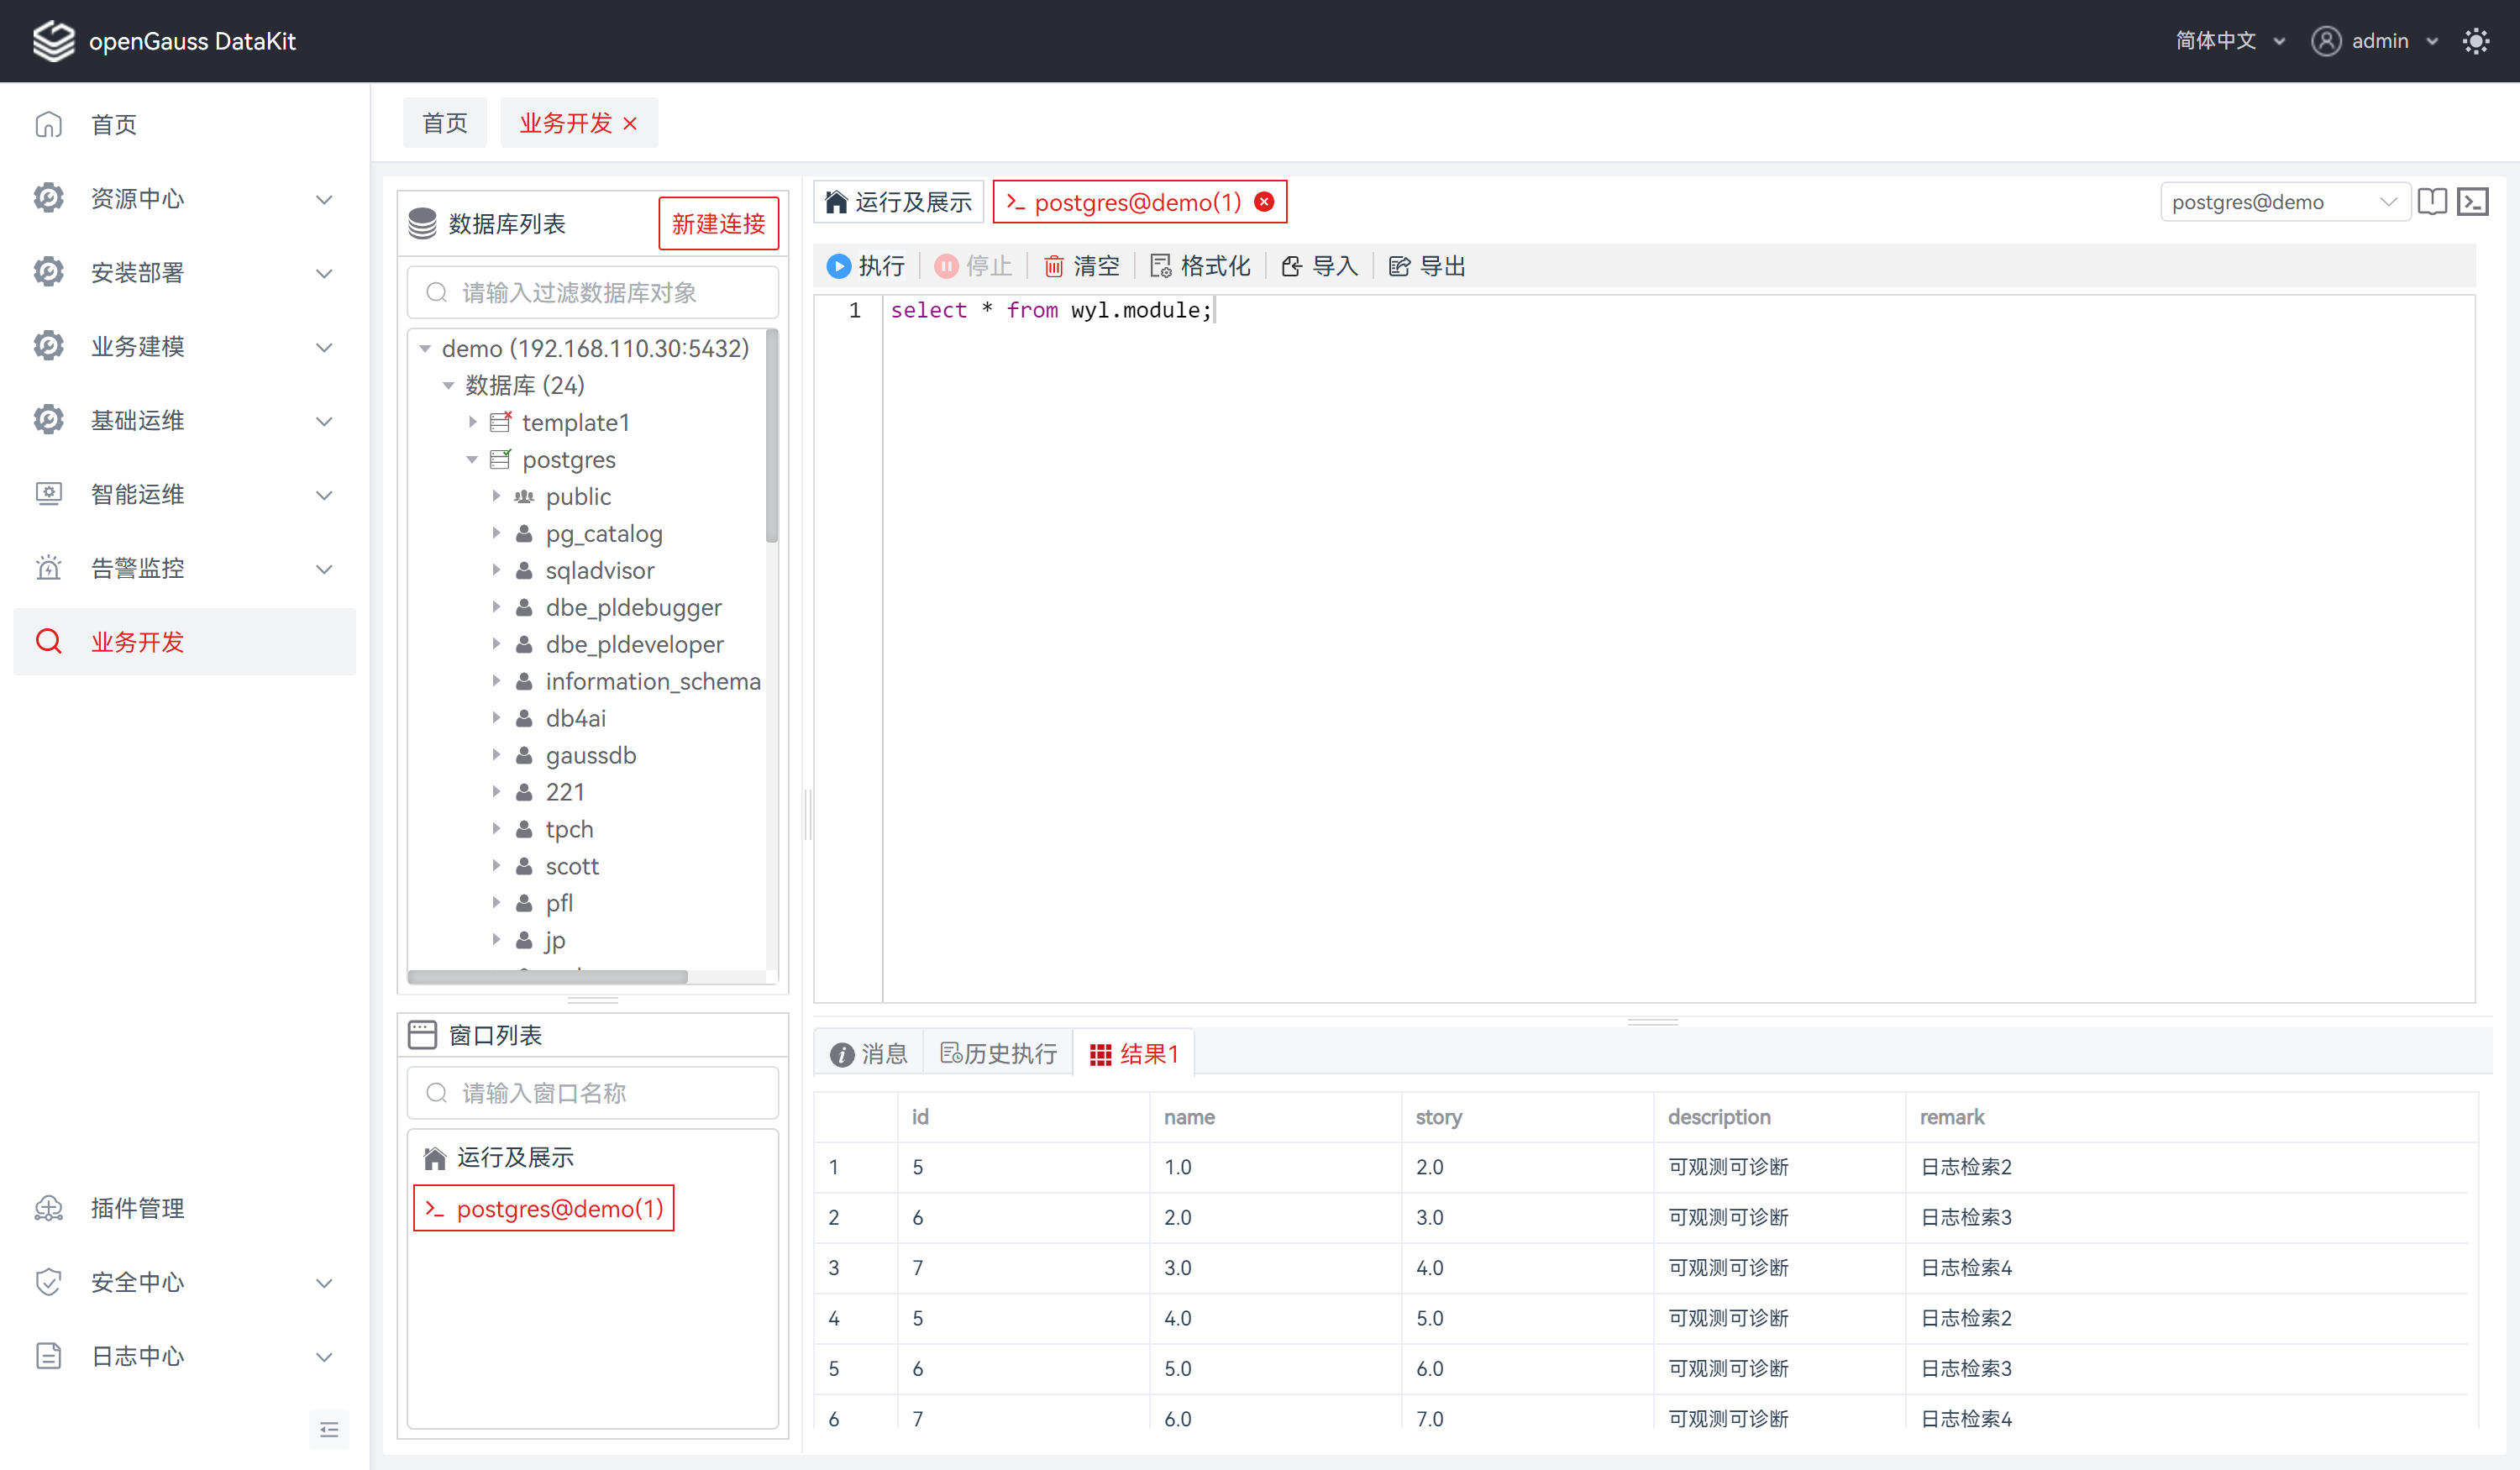 openGauss DataKit
简体中文
admin
首页
资源中心
安装部署
业务建模
基础运维
智能运维
告警监控
业务开发
插件管理
安全中心
日志中心
首页
业务开发
数据库列表
新建连接
请输入过滤数据库对象
demo (192.168.110.30:5432)
数据库 (24)
template1
postgres
public
pg_catalog
sqladvisor
dbe_pldebugger
dbe_pldeveloper
information_schema
db4ai
gaussdb
221
tpch
scott
pfl
jp
窗口列表
请输入窗口名称
运行及展示
postgres@demo(1)
运行及展示
postgres@demo(1)
postgres@demo
执行 停止 清空 格式化 导入 导出
1 select * from wyl.module;
消息 历史执行 结果1
id name story description remark
1 5 1.0 2.0 可观测可诊断 日志检索2
2 6 2.0 3.0 可观测可诊断 日志检索3
3 7 3.0 4.0 可观测可诊断 日志检索4
4 5 4.0 5.0 可观测可诊断 日志检索2
5 6 5.0 6.0 可观测可诊断 日志检索3
6 7 6.0 7.0 可观测可诊断 日志检索4